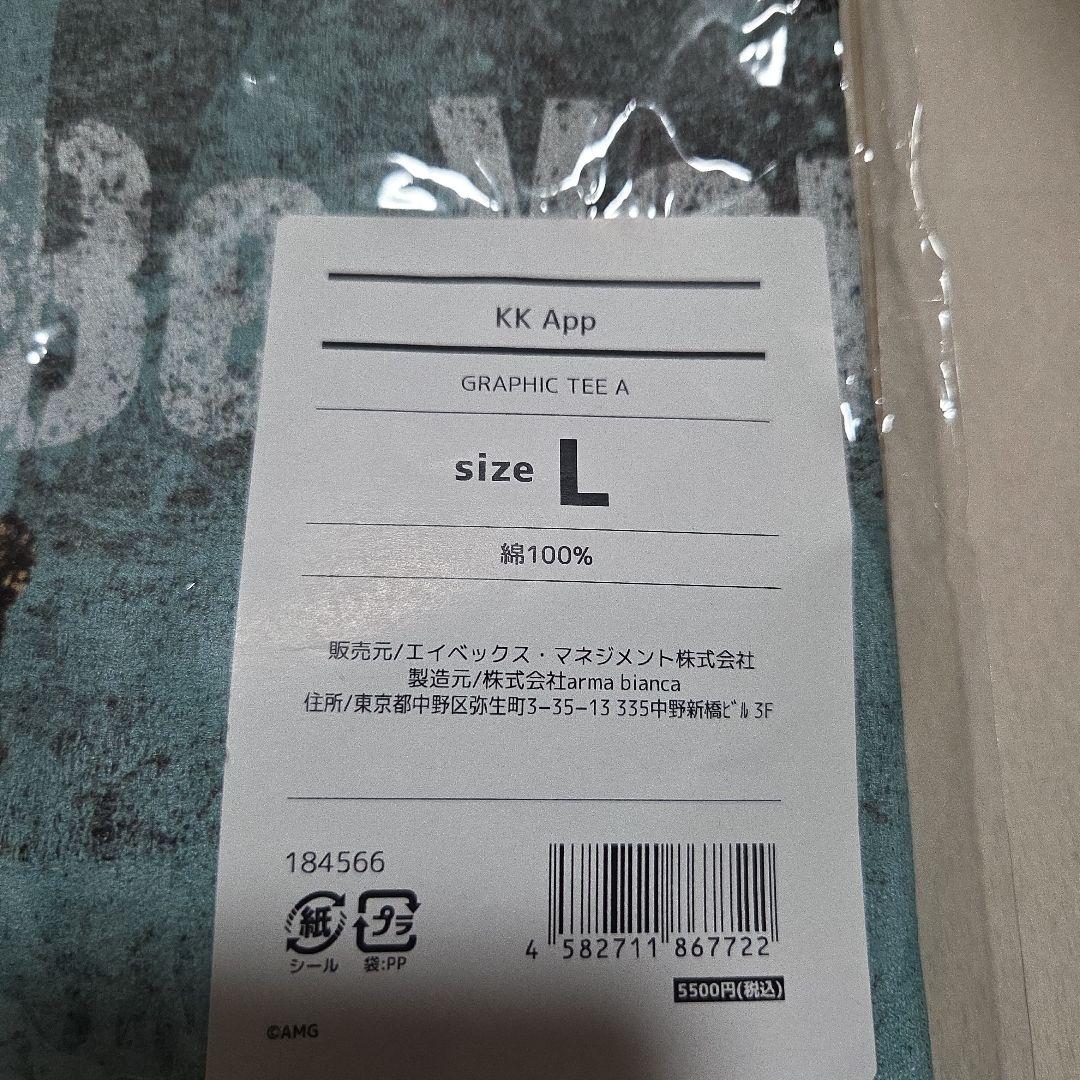 KK App
GRAPHIC TEE A
size L
綿100%
販売元/エイベックス・マネジメント株式会社
製造元/株式会社arma bianca
住所/東京都中野区弥生町3−35−13 335中野新橋ビル 3F
184566
紙
プラ
シール
袋:PP
4 582711 867722
5500円(税込)
©AMG